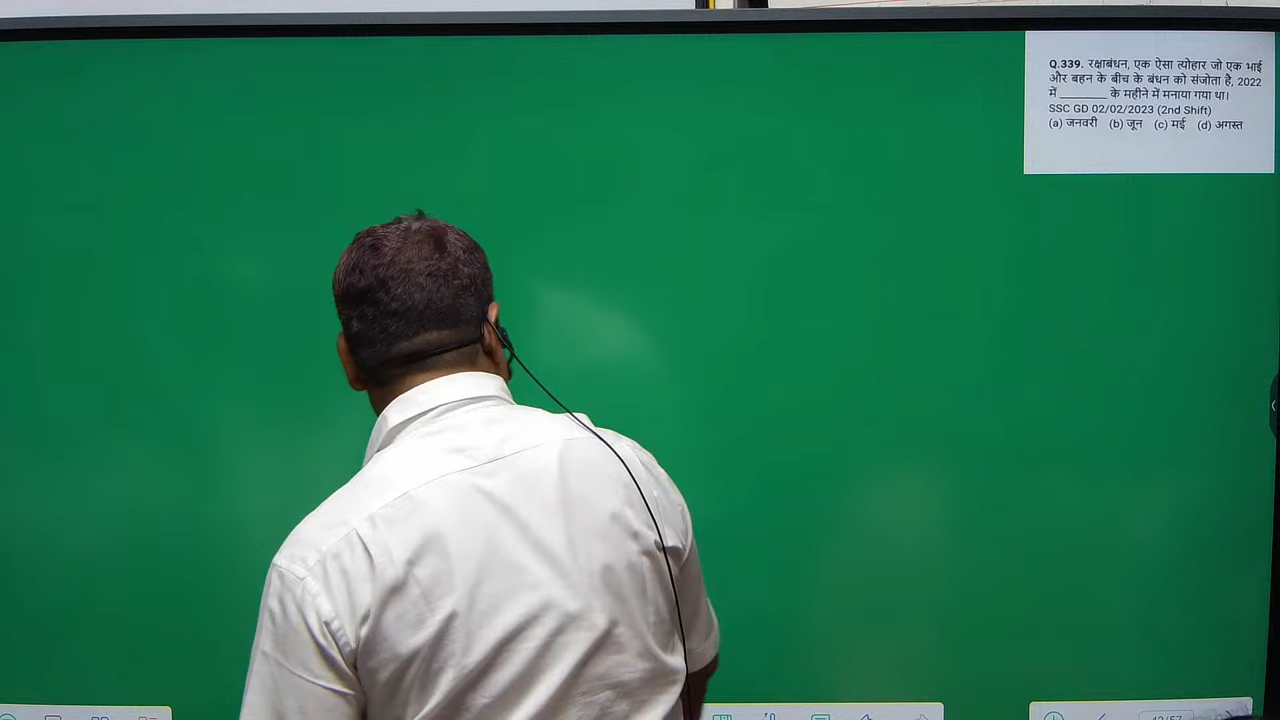 Q.339. रक्षाबंधन, एक ऐसा त्योहार जो एक भाई
और बहन के बीच के बंधन को संजोता है, 2022
में ________ के महीने में मनाया गया था।
SSC GD 02/02/2023 (2nd Shift)
(a) जनवरी (b) जून (c) मई (d) अगस्त